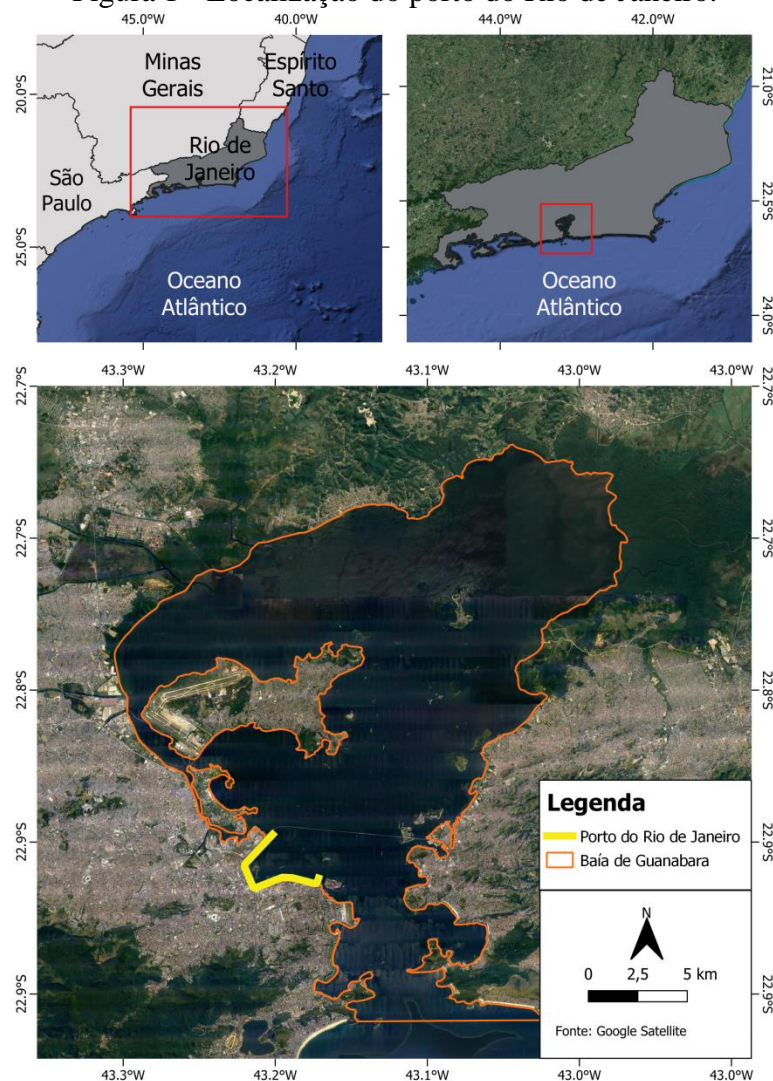 Figura 1 - Localização do porto do Rio de Janeiro.
45.0°W 40.0°W
20.0°S
25.0°S
Minas
Gerais
Espírito
Santo
Rio de
Janeiro
São
Paulo
Oceano
Atlântico
44.0°W 42.0°W
21.0°S
22.5°S
24.0°S
Oceano
Atlântico
43.3°W 43.2°W 43.1°W 43.0°W 43.0°W
22.7°S 22.7°S
22.7°S 22.7°S
22.8°S 22.8°S
22.9°S 22.9°S
22.9°S 22.9°S
Legenda
Porto do Rio de Janeiro
Baía de Guanabara
N
0 2,5 5 km
Fonte: Google Satellite
43.3°W 43.2°W 43.1°W 43.0°W 43.0°W